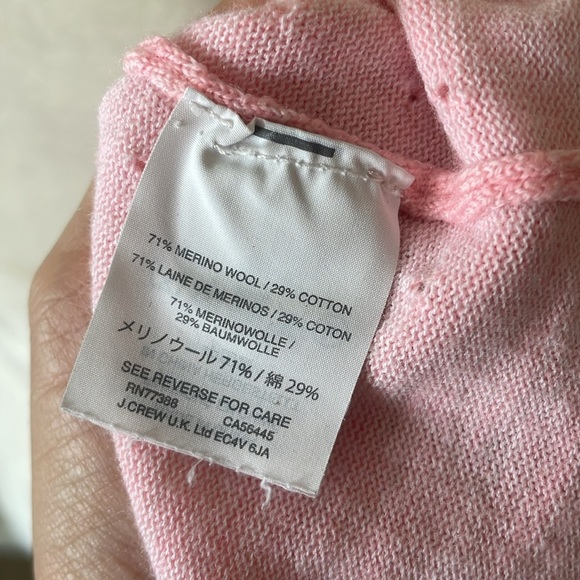 71% MERINO WOOL / 29% COTTON
71% LAINE DE MERINOS / 29% COTON
71% MERINOWOLLE /
29% BAUMWOLLE
メリノウール 71% / 綿 29%
SEE REVERSE FOR CARE
RN77388 CA56445
J.CREW U.K. Ltd EC4V 6JA